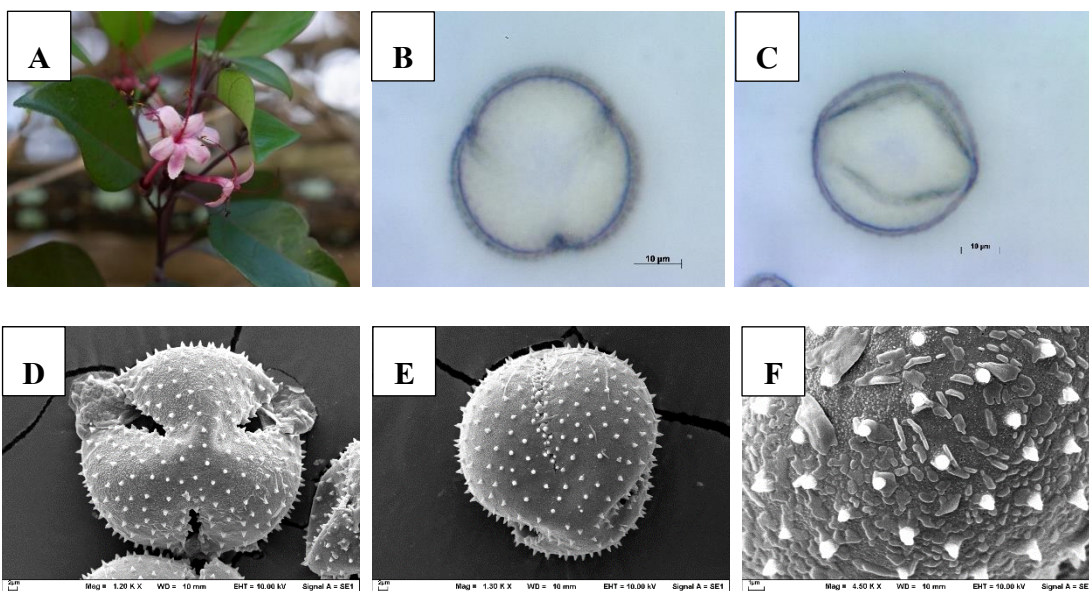 A
B
C
10 µm
10 µm
D
E
F
2µm Mag = 1.20 K X WD = 10 mm EHT = 10.00 kV Signal A = SE1
2µm Mag = 1.30 K X WD = 10 mm EHT = 10.00 kV Signal A = SE1
1µm Mag = 4.50 K X WD = 10 mm EHT = 10.00 kV Signal A = SE1